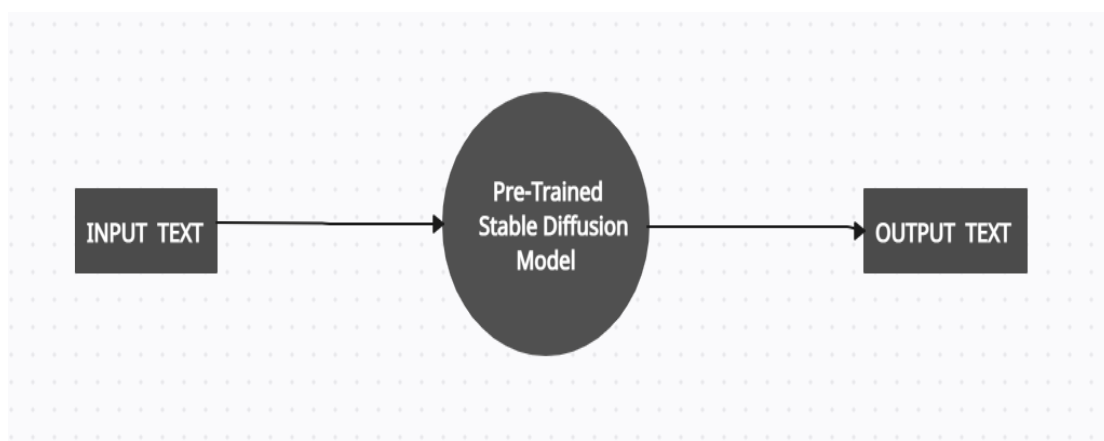 INPUT TEXT
Pre-Trained
Stable Diffusion
Model
OUTPUT TEXT